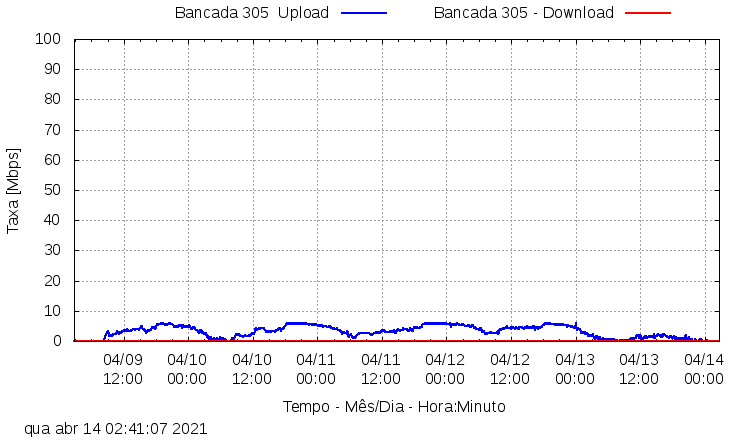 Bancada 305  Upload
Bancada 305 - Download
Taxa [Mbps]
100
90
80
70
60
50
40
30
20
10
0
04/09 04/10 04/10 04/11 04/11 04/12 04/12 04/13 04/13 04/14
12:00 00:00 12:00 00:00 12:00 00:00 12:00 00:00 12:00 00:00
Tempo - Mês/Dia - Hora:Minuto
qua abr 14 02:41:07 2021